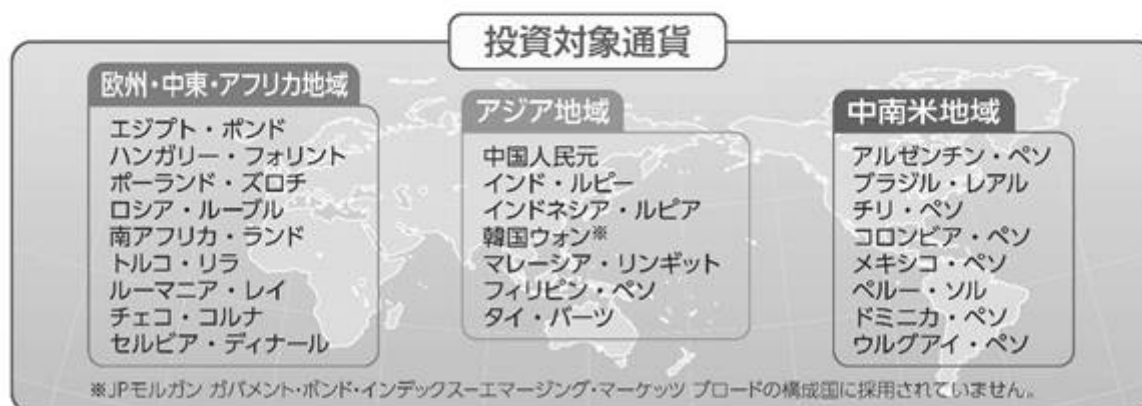 投資対象通貨
欧州・中東・アフリカ地域
エジプト・ポンド
ハンガリー・フォリント
ポーランド・ズロチ
ロシア・ルーブル
南アフリカ・ランド
トルコ・リラ
ルーマニア・レイ
チェコ・コルナ
セルビア・ディナール
アジア地域
中国人民元
インド・ルピー
インドネシア・ルピア
韓国ウォン※
マレーシア・リンギット
フィリピン・ペソ
タイ・バーツ
中南米地域
アルゼンチン・ペソ
ブラジル・レアル
チリ・ペソ
コロンビア・ペソ
メキシコ・ペソ
ペルー・ソル
ドミニカ・ペソ
ウルグアイ・ペソ
※JPモルガン ガバメント・ボンド・インデックス－エマージング・マーケッツ ブロードの構成国に採用されていません。